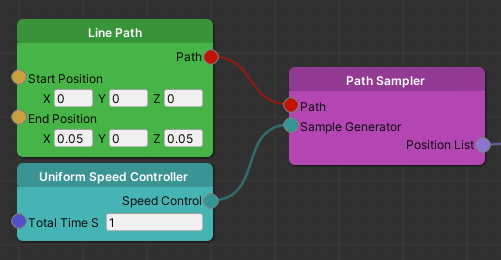 Line Path
Path
Start Position
X 0 Y 0 Z 0
End Position
X 0.05 Y 0 Z 0.05
Uniform Speed Controller
Speed Control
Total Time S 1
Path Sampler
Path
Sample Generator
Position List